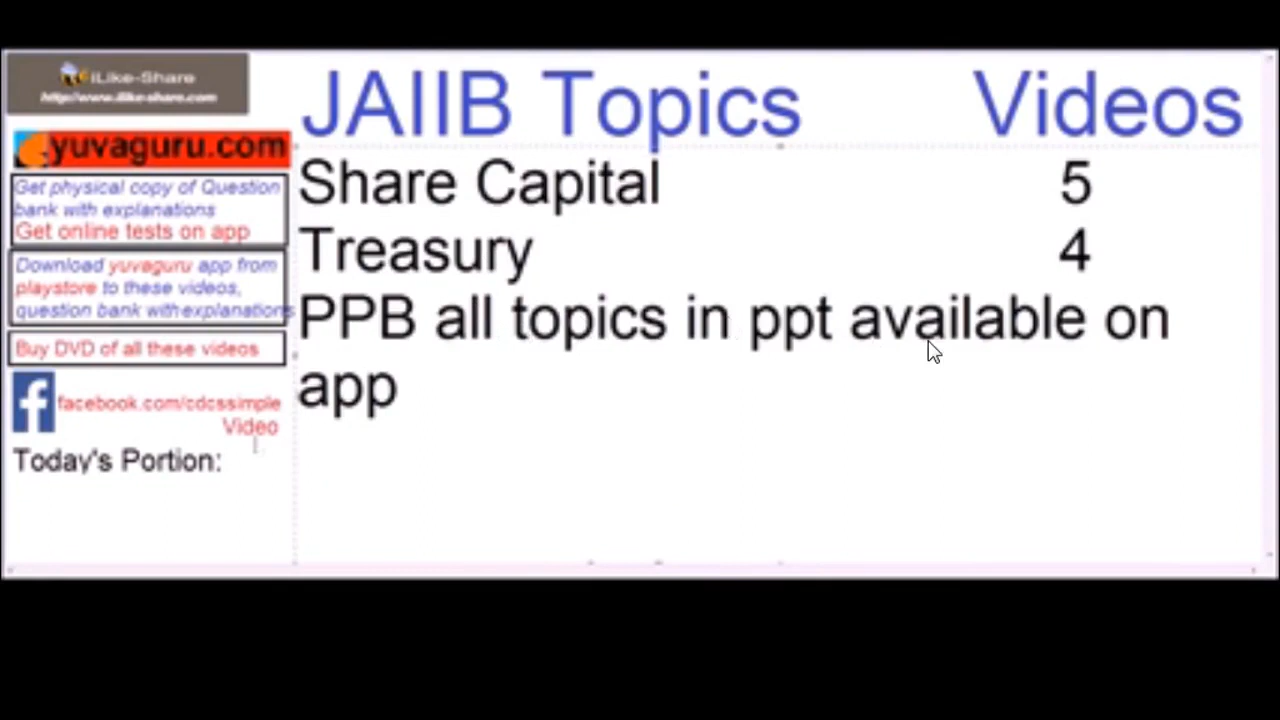 iLike-Share
http://www.ilike-share.com
yuvaguru.com
Get physical copy of Question
bank with explanations
Get online tests on app
Download yuvaguru app from
playstore to these videos,
question bank with explanations
Buy DVD of all these videos
facebook.com/cdcssimple
Video
Today's Portion:
JAIIB Topics Videos
Share Capital 5
Treasury 4
PPB all topics in ppt available on
app